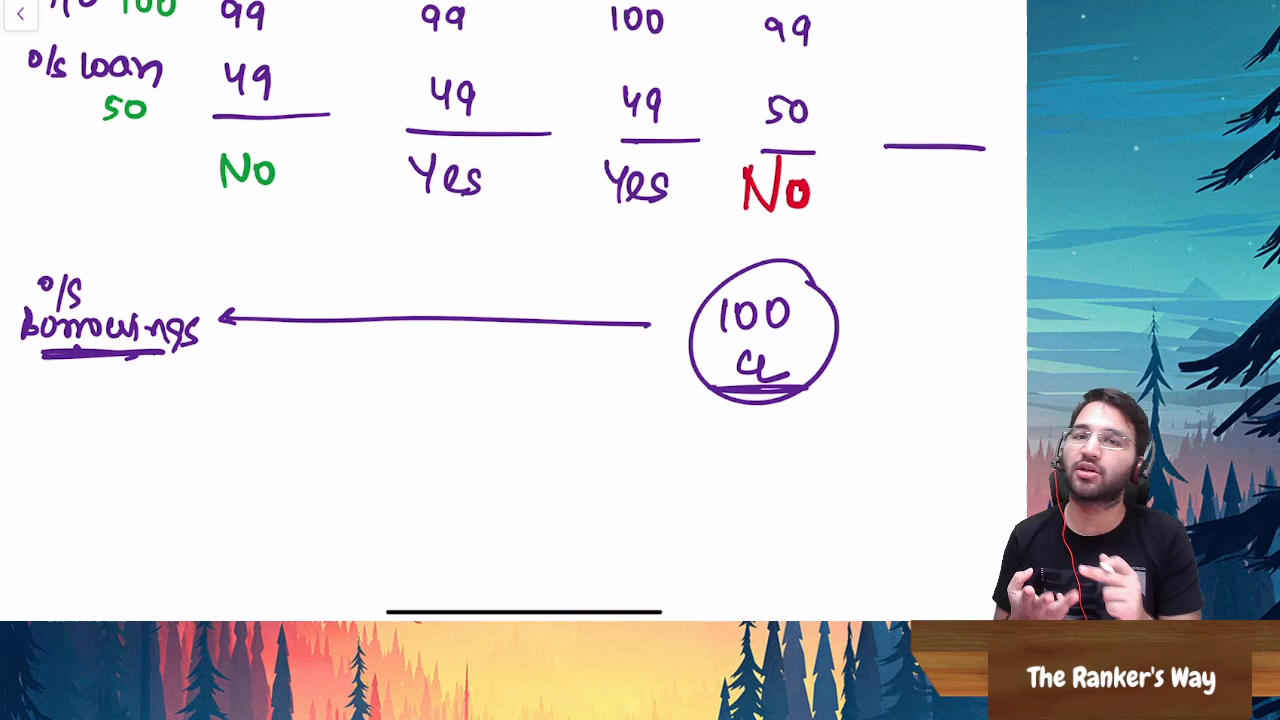 100 99 99 100 99
o/s loan 49 49 49 50
50
No Yes Yes No
o/s
Borrowings
100
cr
The Ranker's Way